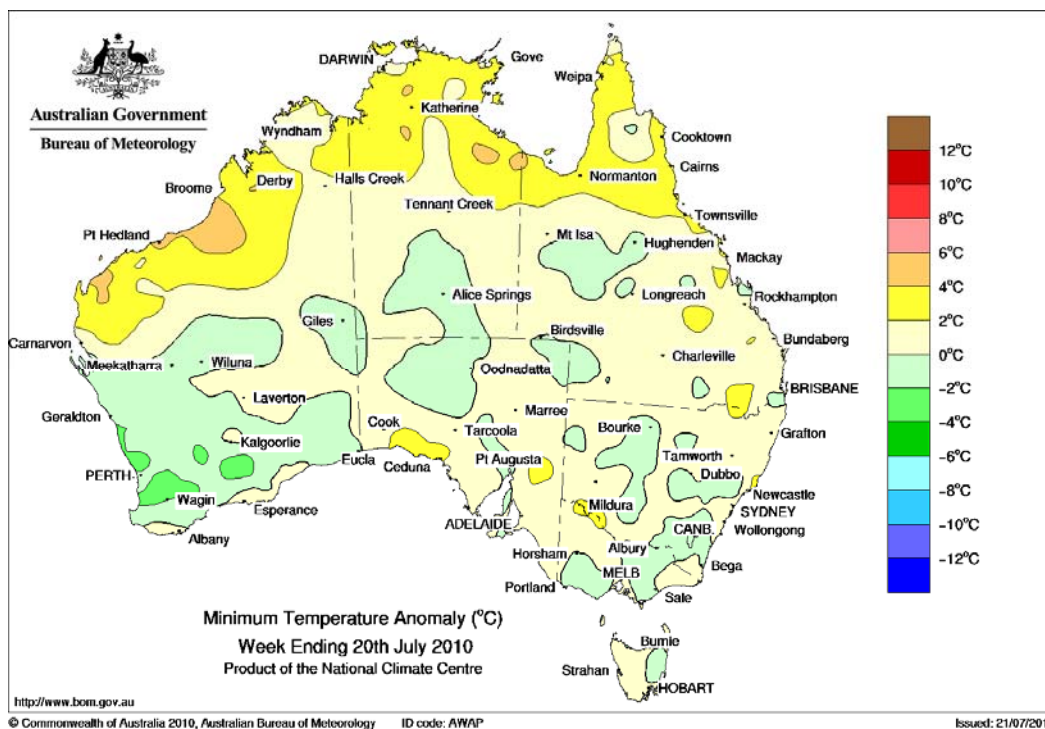 Australian Government
Bureau of Meteorology
DARWIN
Gove
Weipa
Katherine
Wyndham
Cooktown
Cairns
Broome
Derby
Halls Creek
Normanton
Tennant Creek
Townsville
Pt Hedland
Mt Isa
Hughenden
Mackay
Alice Springs
Longreach
Rockhampton
Giles
Birdsville
Carnarvon
Bundaberg
Meekatharra
Wiluna
Oodnadatta
Charleville
BRISBANE
Laverton
Marree
Geraldton
Cook
Tarcoola
Bourke
Grafton
Kalgoorlie
Eucla
Ceduna
Pt Augusta
Tamworth
PERTH
Dubbo
Wagin
Mildura
Newcastle
Esperance
SYDNEY
ADELAIDE
CANB.
Wollongong
Albany
Horsham
Albury
Bega
Portland
MELB
Sale
Burnie
Strahan
HOBART
12°C
10°C
8°C
6°C
4°C
2°C
0°C
-2°C
-4°C
-6°C
-8°C
-10°C
-12°C
Minimum Temperature Anomaly (°C)
Week Ending 20th July 2010
Product of the National Climate Centre
http://www.bom.gov.au
© Commonwealth of Australia 2010, Australian Bureau of Meteorology ID code: AWAP Issued: 21/07/201